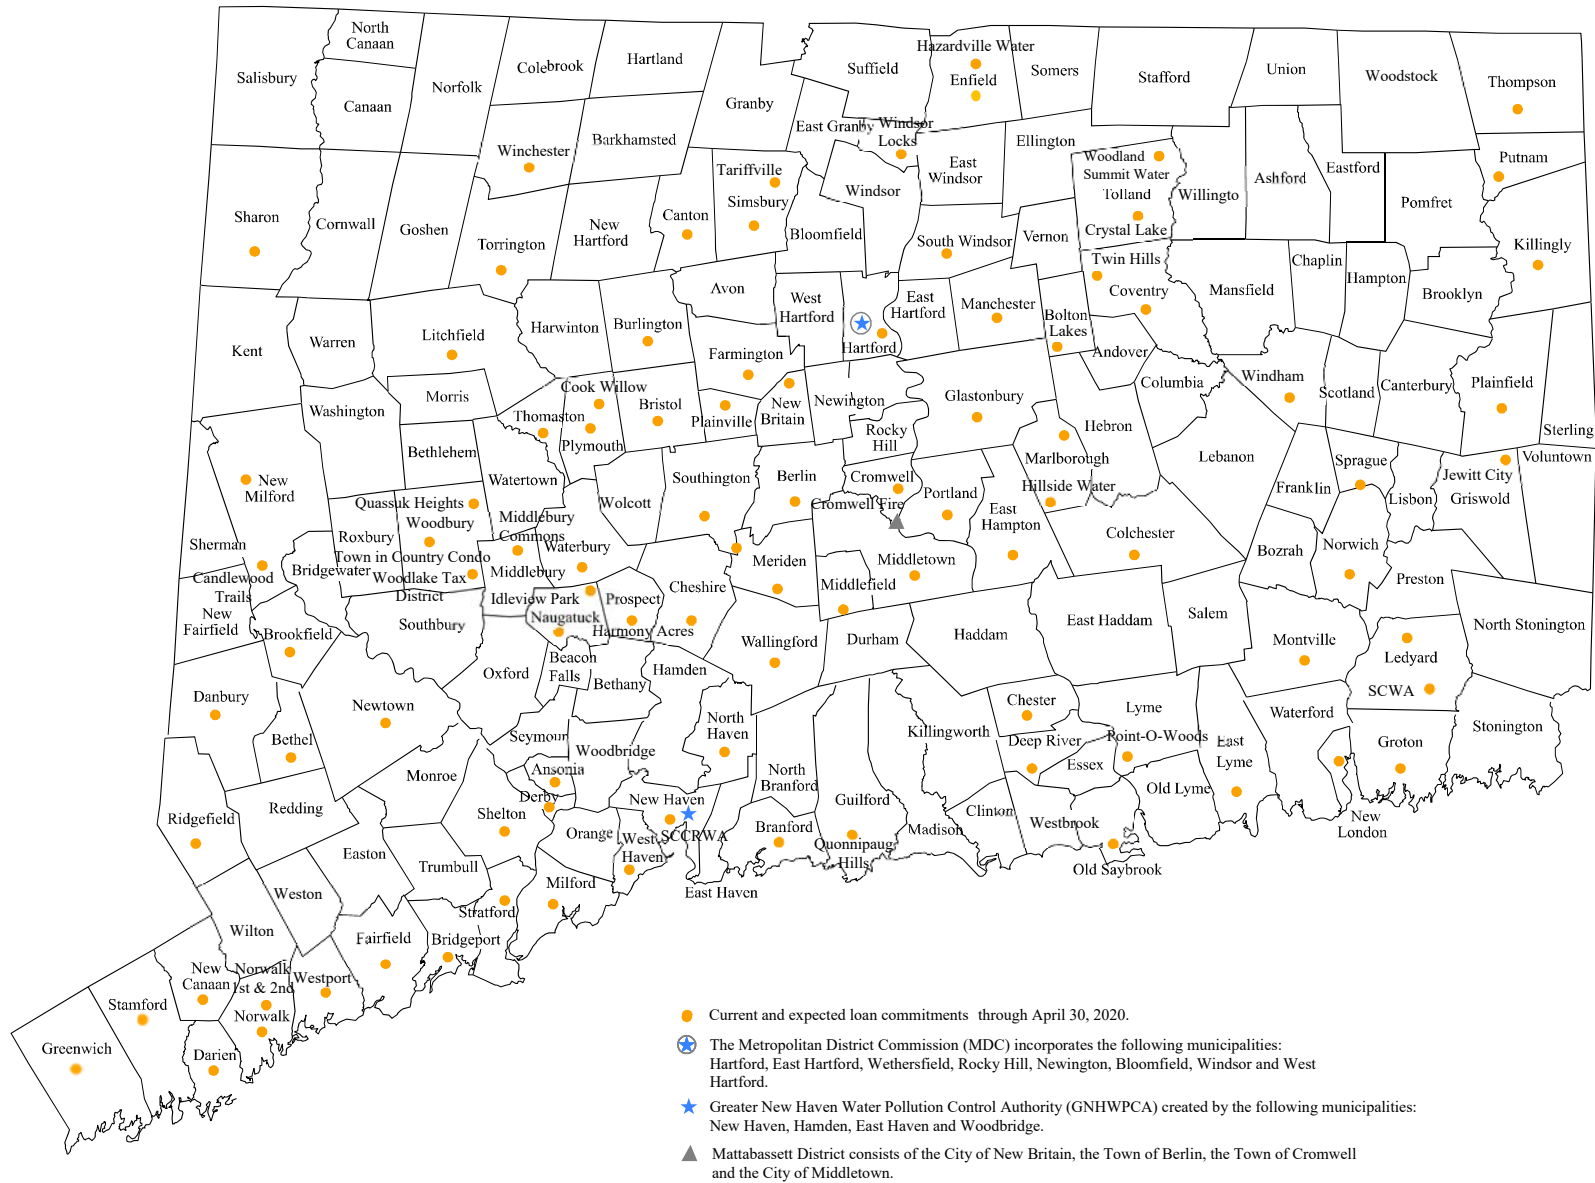 North
Canaan
Salisbury
Canaan
Norfolk
Colebrook
Hartland
Granby
Suffield
Hazardville Water
Enfield
Somers
Stafford
Union
Woodstock
Thompson
Winchester
Barkhamsted
East Granby
Windsor
Locks
East
Windsor
Ellington
Woodland
Summit Water
Tolland
Crystal Lake
Willingto
Ashford
Eastford
Putnam
Pomfret
Killingly
Sharon
Cornwall
Goshen
Torrington
New
Hartford
Canton
Tariffville
Simsbury
Bloomfield
Windsor
South Windsor
Vernon
Twin Hills
Coventry
Mansfield
Chaplin
Hampton
Brooklyn
Kent
Warren
Litchfield
Harwinton
Burlington
Avon
West
Hartford
Hartford
East
Hartford
Manchester
Bolton
Lakes
Andover
Columbia
Windham
Scotland
Canterbury
Plainfield
Sterling
Farmington
Washington
Morris
Cook Willow
Thomaston
Plymouth
Bristol
Plainville
New
Britain
Newington
Rocky
Hill
Glastonbury
Marlborough
Hebron
Lebanon
Bethlehem
Watertown
Wolcott
Southington
Berlin
Cromwell
Cromwell Fire
Portland
East
Hampton
Hillside Water
Colchester
Franklin
Sprague
Lisbon
Jewitt City
Griswold
Voluntown
Bozrah
Norwich
Preston
New
Milford
Quassuk Heights
Woodbury
Roxbury
Middlebury
Commons
Waterbury
Sherman
Candlewood
Trails
New
Fairfield
Bridgewater
Town in Country Condo
Woodlake Tax
District
Middlebury
Idleview Park
Naugatuck
Prospect
Harmony Acres
Cheshire
Meriden
Middletown
Middlefield
Brookfield
Southbury
Oxford
Beacon
Falls
Bethany
Hamden
Wallingford
Durham
Haddam
East Haddam
Salem
Montville
Ledyard
SCWA
North Stonington
Danbury
Bethel
Newtown
Seymour
Woodbridge
North
Haven
Killingworth
Chester
Deep River
Essex
Lyme
Point-O-Woods
East
Lyme
Old Lyme
Waterford
Groton
Stonington
New
London
Ridgefield
Redding
Monroe
Ansonia
Derby
Shelton
Orange
New Haven
West
Haven
SCCRWA
North
Branford
Branford
East Haven
Guilford
Quonnipaug
Hills
Madison
Clinton
Westbrook
Old Saybrook
Easton
Trumbull
Milford
Weston
Wilton
Stratford
Fairfield
Bridgeport
New
Canaan
Norwalk
1st & 2nd
Norwalk
Westport
Stamford
Greenwich
Darien
Current and expected loan commitments through April 30, 2020.
The Metropolitan District Commission (MDC) incorporates the following municipalities:
Hartford, East Hartford, Wethersfield, Rocky Hill, Newington, Bloomfield, Windsor and West
Hartford.
Greater New Haven Water Pollution Control Authority (GNHWPCA) created by the following municipalities:
New Haven, Hamden, East Haven and Woodbridge.
Mattabassett District consists of the City of New Britain, the Town of Berlin, the Town of Cromwell
and the City of Middletown.